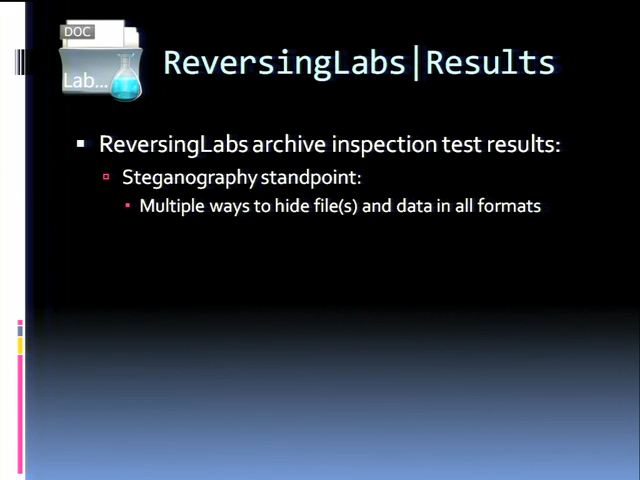 DOC
Lab...
ReversingLabs|Results
ReversingLabs archive inspection test results:
Steganography standpoint:
Multiple ways to hide file(s) and data in all formats